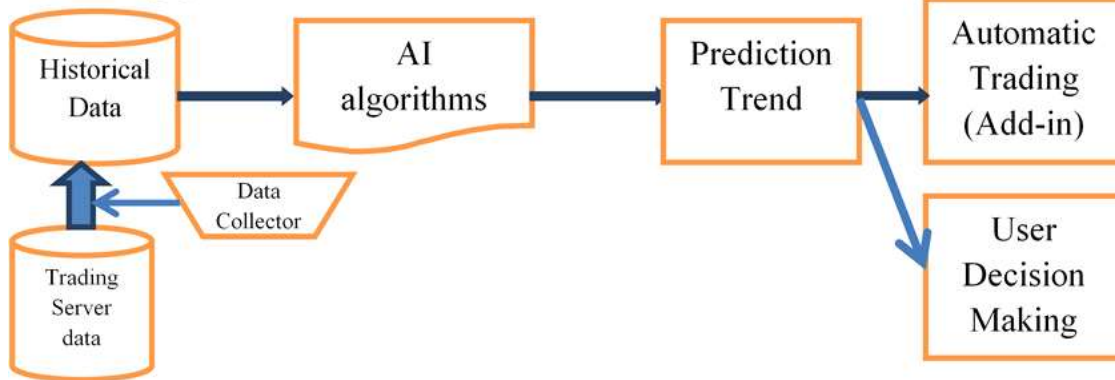 Historical
Data
AI
algorithms
Prediction
Trend
Automatic
Trading
(Add-in)
Data
Collector
Trading
Server
data
User
Decision
Making